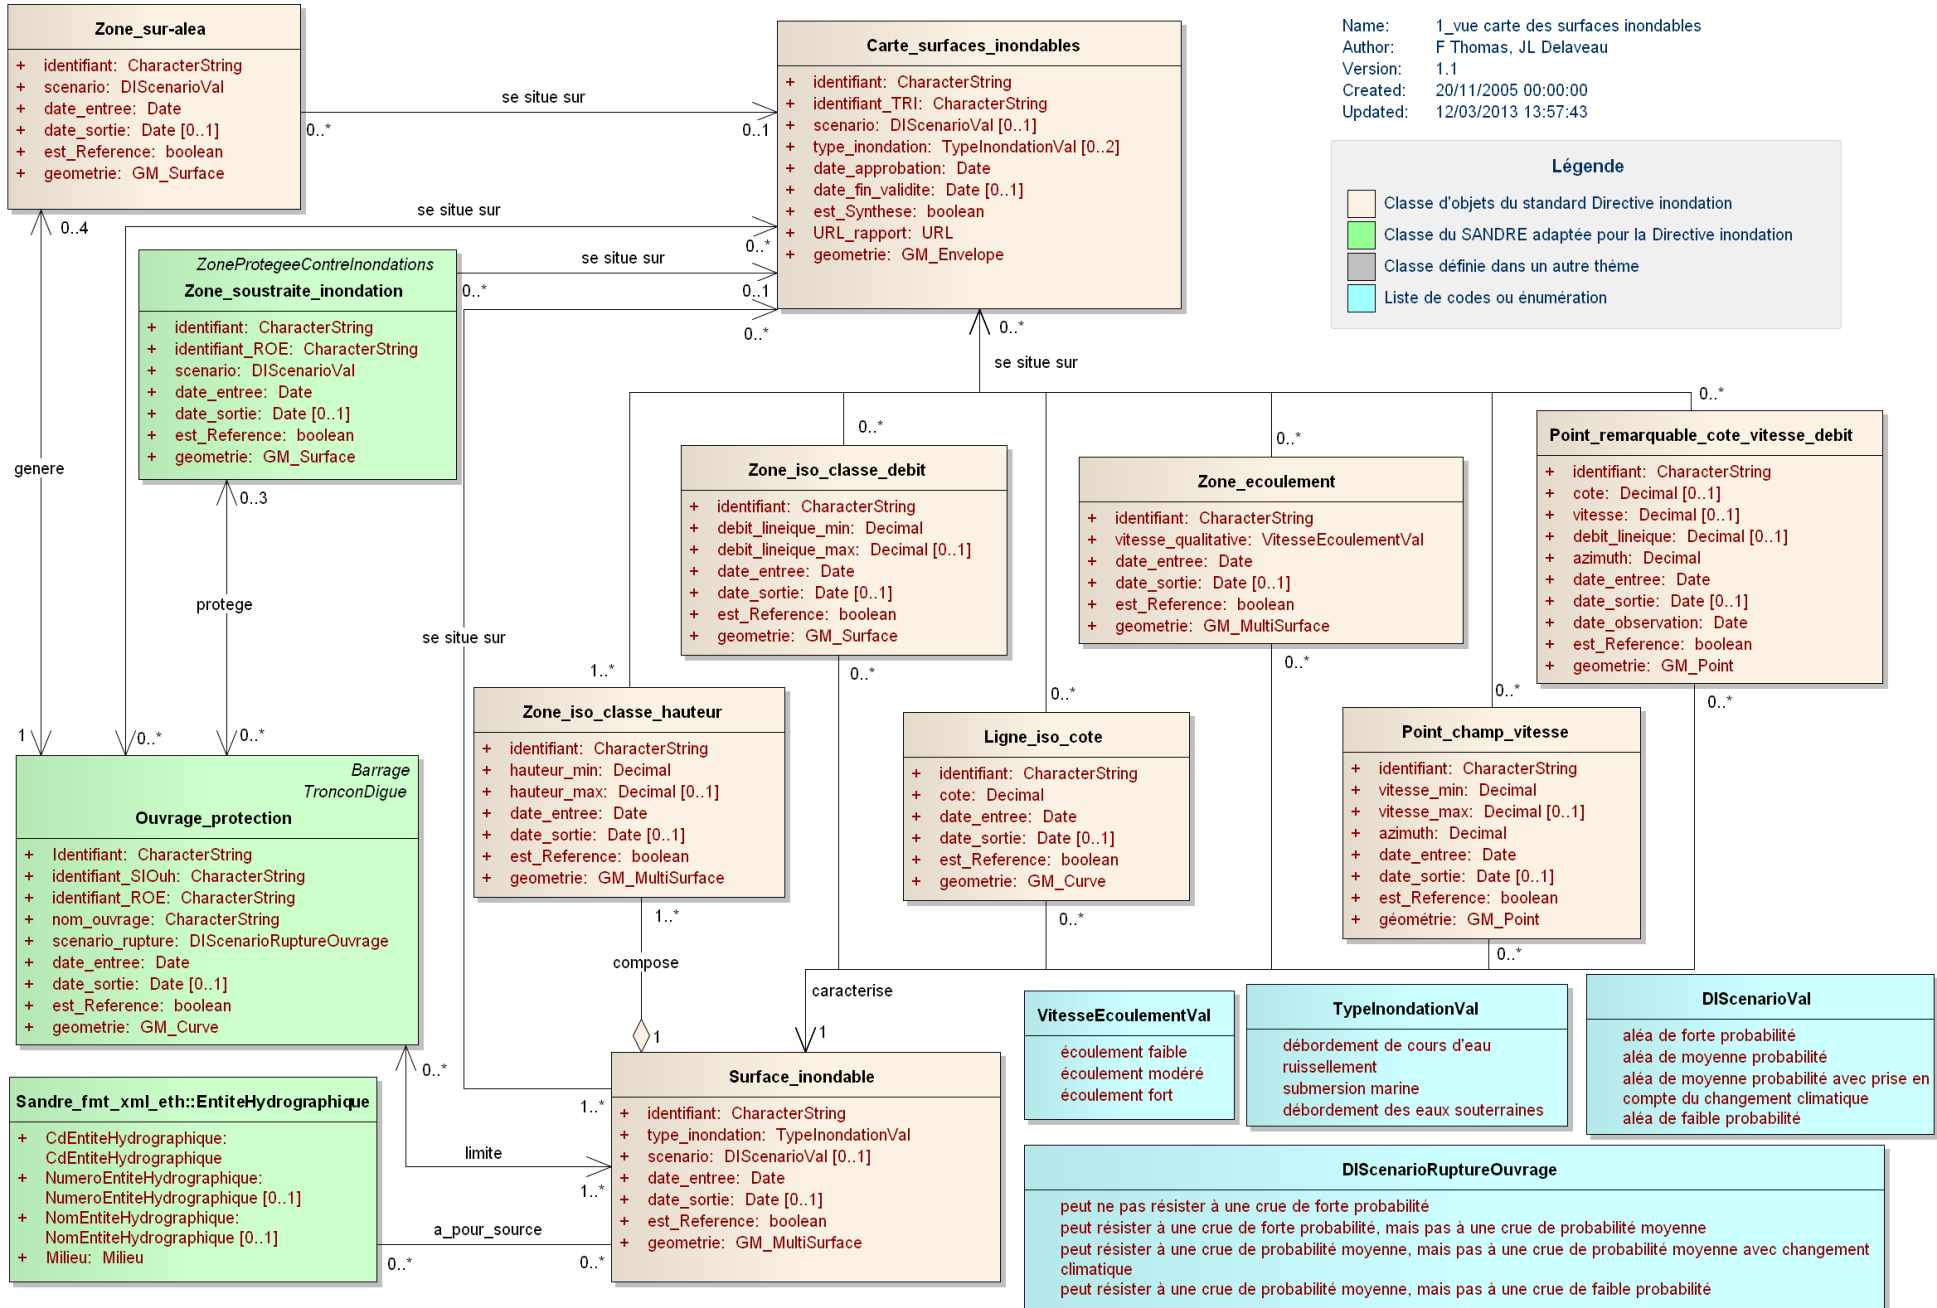 Zone_sur-alea
+ identifiant: CharacterString
+ scenario: DIScenarioVal
+ date_entree: Date
+ date_sortie: Date [0..1]
+ est_Reference: boolean
+ geometrie: GM_Surface
se situe sur
0..*
0..1
Carte_surfaces_inondables
+ identifiant: CharacterString
+ identifiant_TRI: CharacterString
+ scenario: DIScenarioVal [0..1]
+ type_inondation: TypeInondationVal [0..2]
+ date_approbation: Date
+ date_fin_validite: Date [0..1]
+ est_Synthese: boolean
+ URL_rapport: URL
+ geometrie: GM_Envelope
Name: 1_vue carte des surfaces inondables
Author: F Thomas, JL Delaveau
Version: 1.1
Created: 20/11/2005 00:00:00
Updated: 12/03/2013 13:57:43
Légende
Classe d'objets du standard Directive inondation
Classe du SANDRE adaptée pour la Directive inondation
Classe définie dans un autre thème
Liste de codes ou énumération
0..4
se situe sur
0..*
se situe sur
0..*
0..1
0..*
0..*
se situe sur
ZoneProtegeeContreInondations
Zone_soustraite_inondation
+ identifiant: CharacterString
+ identifiant_ROE: CharacterString
+ scenario: DIScenarioVal
+ date_entree: Date
+ date_sortie: Date [0..1]
+ est_Reference: boolean
+ geometrie: GM_Surface
genere
0..3
protege
se situe sur
1
0..*
0..*
0..*
Zone_iso_classe_debit
+ identifiant: CharacterString
+ debit_lineique_min: Decimal
+ debit_lineique_max: Decimal [0..1]
+ date_entree: Date
+ date_sortie: Date [0..1]
+ est_Reference: boolean
+ geometrie: GM_Surface
0..*
0..*
Zone_ecoulement
+ identifiant: CharacterString
+ vitesse_qualitative: VitesseEcoulementVal
+ date_entree: Date
+ date_sortie: Date [0..1]
+ est_Reference: boolean
+ geometrie: GM_MultiSurface
0..*
0..*
Point_remarquable_cote_vitesse_debit
+ identifiant: CharacterString
+ cote: Decimal [0..1]
+ vitesse: Decimal [0..1]
+ debit_lineique: Decimal [0..1]
+ azimuth: Decimal
+ date_entree: Date
+ date_sortie: Date [0..1]
+ date_observation: Date
+ est_Reference: boolean
+ geometrie: GM_Point
0..*
1..*
Zone_iso_classe_hauteur
+ identifiant: CharacterString
+ hauteur_min: Decimal
+ hauteur_max: Decimal [0..1]
+ date_entree: Date
+ date_sortie: Date [0..1]
+ est_Reference: boolean
+ geometrie: GM_MultiSurface
1..*
compose
1
0..*
Ligne_iso_cote
+ identifiant: CharacterString
+ cote: Decimal
+ date_entree: Date
+ date_sortie: Date [0..1]
+ est_Reference: boolean
+ geometrie: GM_Curve
0..*
0..*
Point_champ_vitesse
+ identifiant: CharacterString
+ vitesse_min: Decimal
+ vitesse_max: Decimal [0..1]
+ azimuth: Decimal
+ date_entree: Date
+ date_sortie: Date [0..1]
+ est_Reference: boolean
+ géométrie: GM_Point
0..*
caracterise
1
Barrage
TronconDigue
Ouvrage_protection
+ Identifiant: CharacterString
+ identifiant_SIOuh: CharacterString
+ identifiant_ROE: CharacterString
+ nom_ouvrage: CharacterString
+ scenario_rupture: DIScenarioRuptureOuvrage
+ date_entree: Date
+ date_sortie: Date [0..1]
+ est_Reference: boolean
+ geometrie: GM_Curve
0..*
limite
1..*
1..*
Sandre_fmt_xml_eth::EntiteHydrographique
+ CdEntiteHydrographique:
CdEntiteHydrographique
+ NumeroEntiteHydrographique:
NumeroEntiteHydrographique [0..1]
+ NomEntiteHydrographique:
NomEntiteHydrographique [0..1]
+ Milieu: Milieu
a_pour_source
0..*
0..*
Surface_inondable
+ identifiant: CharacterString
+ type_inondation: TypeInondationVal
+ scenario: DIScenarioVal [0..1]
+ date_entree: Date
+ date_sortie: Date [0..1]
+ est_Reference: boolean
+ geometrie: GM_MultiSurface
VitesseEcoulementVal
écoulement faible
écoulement modéré
écoulement fort
TypeInondationVal
débordement de cours d'eau
ruissellement
submersion marine
débordement des eaux souterraines
DIScenarioVal
aléa de forte probabilité
aléa de moyenne probabilité
aléa de moyenne probabilité avec prise en
compte du changement climatique
aléa de faible probabilité
DIScenarioRuptureOuvrage
peut ne pas résister à une crue de forte probabilité
peut résister à une crue de forte probabilité, mais pas à une crue de probabilité moyenne
peut résister à une crue de probabilité moyenne, mais pas à une crue de probabilité moyenne avec changement
climatique
peut résister à une crue de probabilité moyenne, mais pas à une crue de faible probabilité